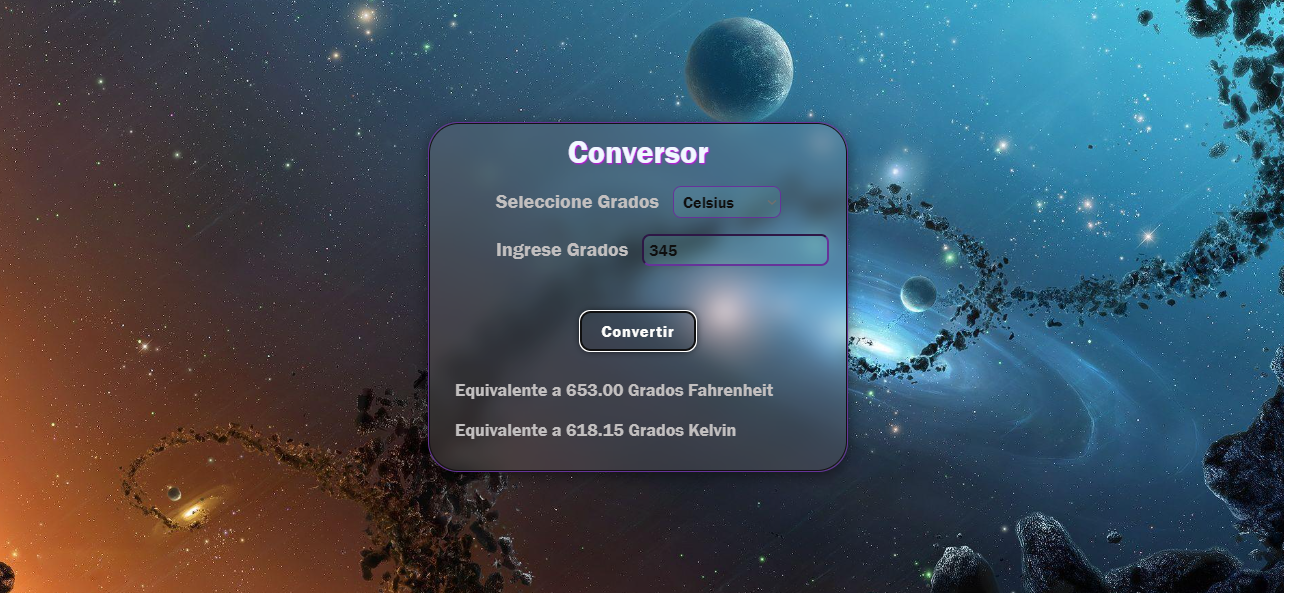 Conversor
Seleccione Grados Celsius
Ingrese Grados 345
Convertir
Equivalente a 653.00 Grados Fahrenheit
Equivalente a 618.15 Grados Kelvin